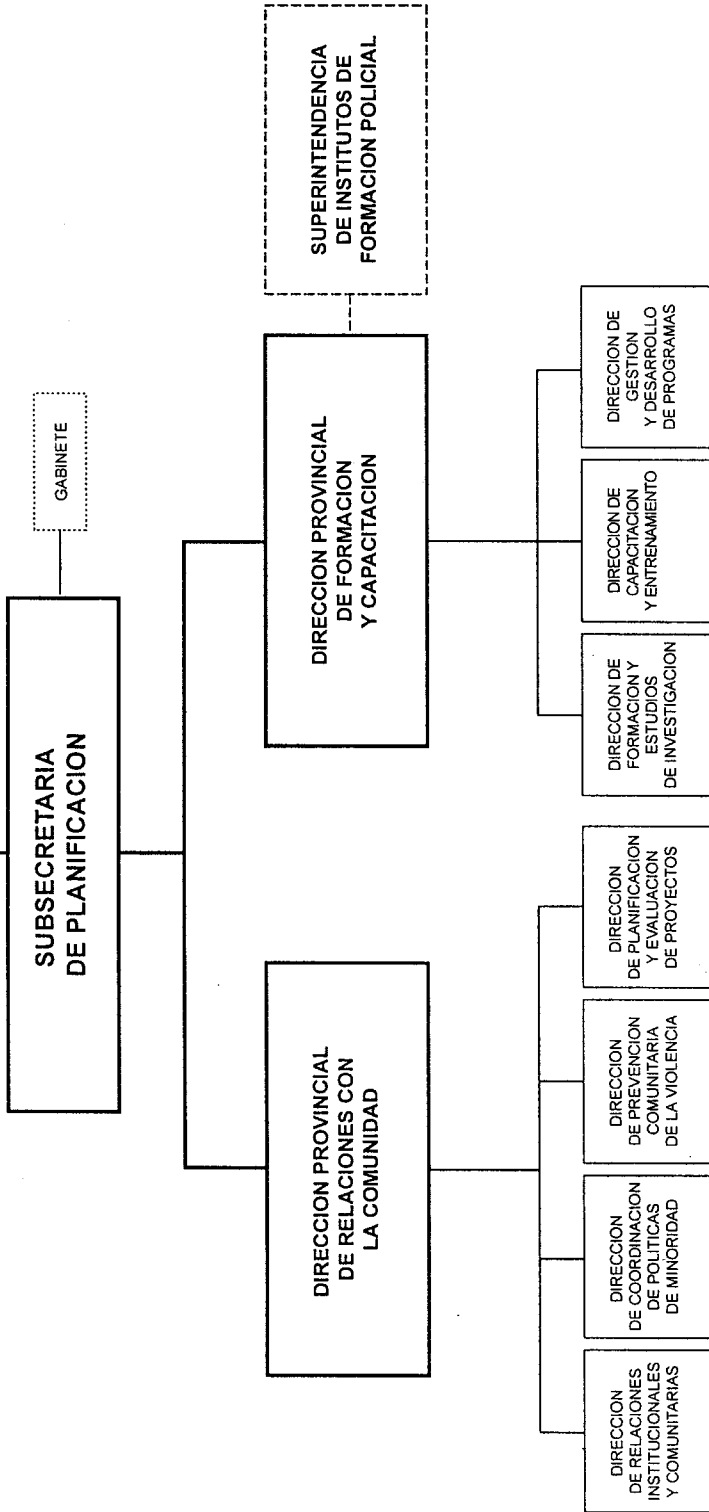 SUBSECRETARIA
DE PLANIFICACION
GABINETE
DIRECCION PROVINCIAL
DE RELACIONES CON
LA COMUNIDAD
DIRECCION PROVINCIAL
DE FORMACION
Y CAPACITACION
SUPERINTENDENCIA
DE INSTITUTOS DE
FORMACION POLICIAL
DIRECCION
DE RELACIONES
INSTITUCIONALES
Y COMUNITARIAS
DIRECCION
DE COORDINACION
DE POLITICAS
DE MINORIDAD
DIRECCION
DE PREVENCION
COMUNITARIA
DE LA VIOLENCIA
DIRECCION
DE PLANIFICACION
Y EVALUACION
DE PROYECTOS
DIRECCION DE
FORMACION Y
ESTUDIOS
DE INVESTIGACION
DIRECCION DE
CAPACITACION
Y ENTRENAMIENTO
DIRECCION DE
GESTION
Y DESARROLLO
DE PROGRAMAS